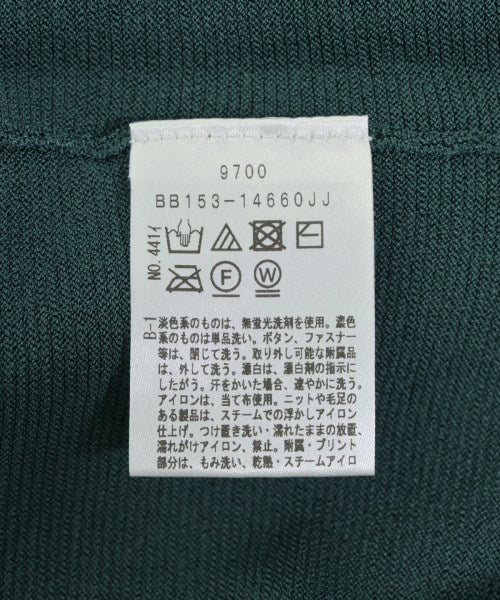 9700
BB153-14660JJ
No.441イ
F W
B-1
淡色系のものは、無蛍光洗剤を使用。濃色
系のものは単品洗い。ボタン、ファスナー
等は、閉じて洗う。取り外し可能な附属品
は、外して洗う。漂白は、漂白剤の指示に
したがう。汗をかいた場合、速やかに洗う。
アイロンは、当て布使用。ニットや毛足の
ある製品は、スチームでの浮かしアイロン
仕上げ。つけ置き洗い・濡れたままの放置、
濡れがけアイロン、禁止。附属・プリント
部分は、もみ洗い、乾熱・スチームアイロ